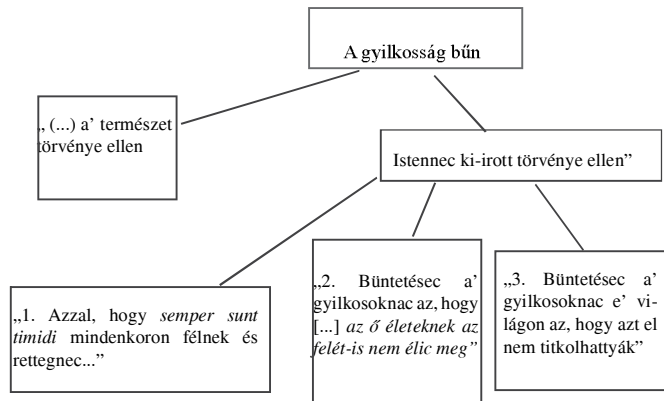 A gyilkosság bűn
„ (...) a’ természet
törvénye ellen
Istennec ki-irott törvénye ellen”
„1. Azzal, hogy semper sunt
timidi mindenkoron félnek és
rettegnec...”
„2. Büntetésec a’
gyilkosoknac az, hogy
[...] az ő életeknek az
felét-is nem élic meg”
„3. Büntetésec a’
gyilkosoknac e’ vi-
lágon az, hogy azt el
nem titkolhattyák”